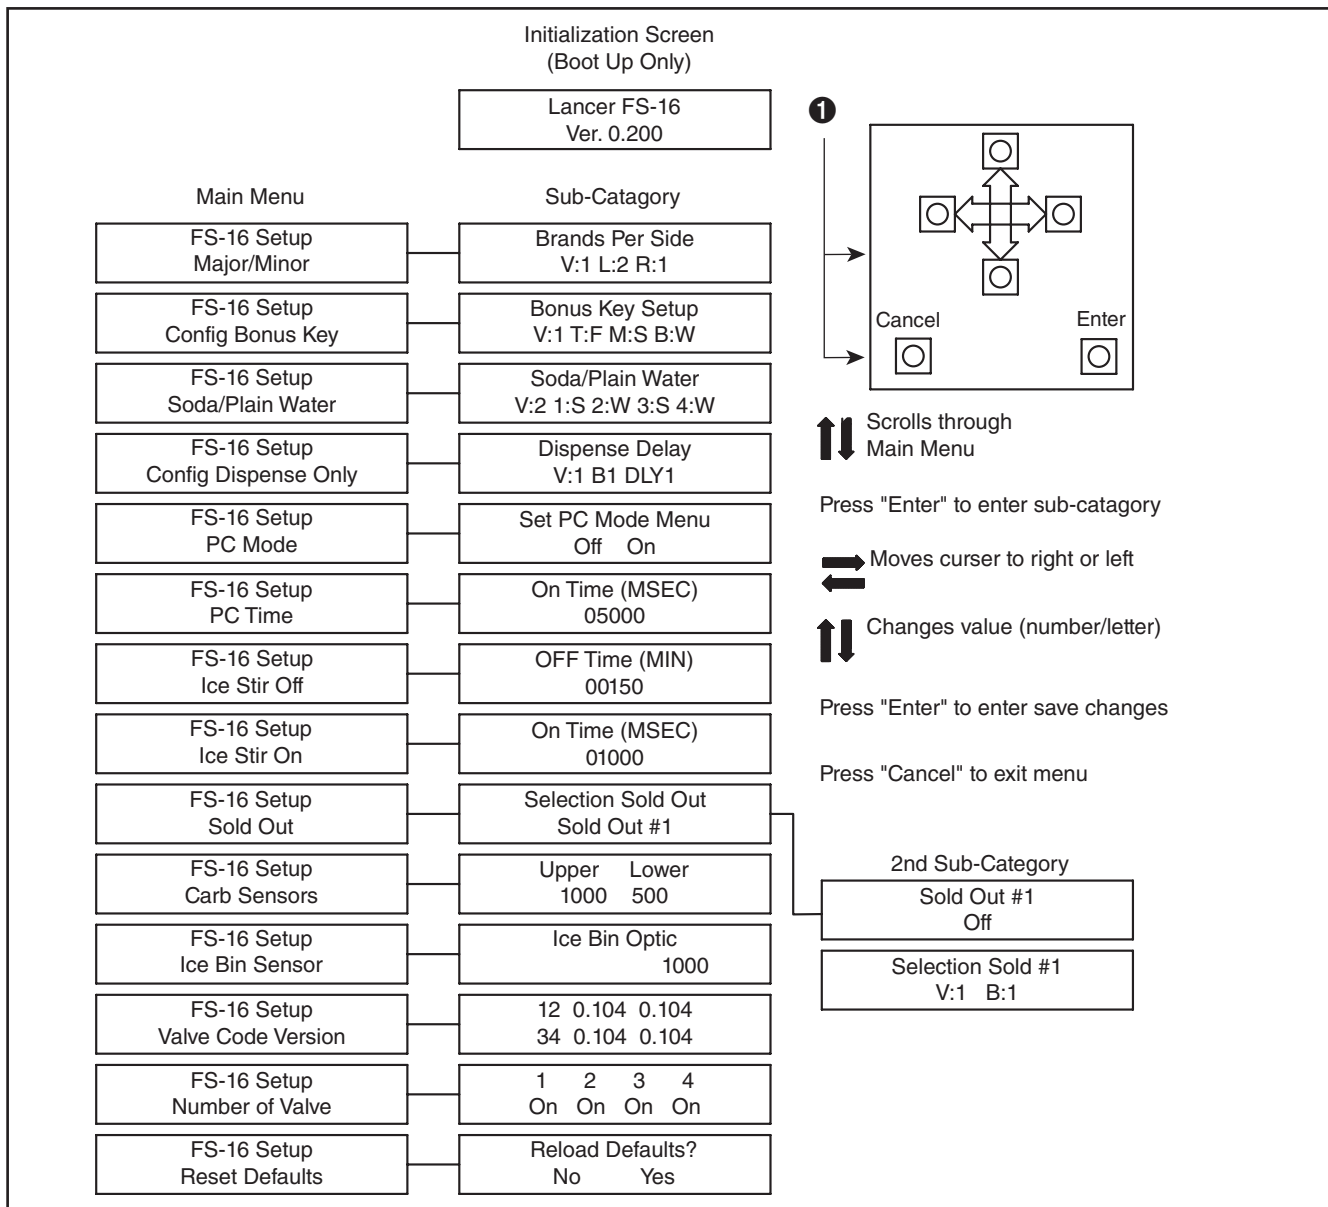 Initialization Screen
(Boot Up Only)
Lancer FS-16
Ver. 0.200
Main Menu
Sub-Catagory
FS-16 Setup
Major/Minor
Brands Per Side
V:1 L:2 R:1
FS-16 Setup
Config Bonus Key
Bonus Key Setup
V:1 T:F M:S B:W
FS-16 Setup
Soda/Plain Water
Soda/Plain Water
V:2 1:S 2:W 3:S 4:W
FS-16 Setup
Config Dispense Only
Dispense Delay
V:1 B1 DLY1
FS-16 Setup
PC Mode
Set PC Mode Menu
Off On
FS-16 Setup
PC Time
On Time (MSEC)
05000
FS-16 Setup
Ice Stir Off
OFF Time (MIN)
00150
FS-16 Setup
Ice Stir On
On Time (MSEC)
01000
FS-16 Setup
Sold Out
Selection Sold Out
Sold Out #1
FS-16 Setup
Carb Sensors
Upper Lower
1000 500
FS-16 Setup
Ice Bin Sensor
Ice Bin Optic
1000
FS-16 Setup
Valve Code Version
12 0.104 0.104
34 0.104 0.104
FS-16 Setup
Number of Valve
1 2 3 4
On On On On
FS-16 Setup
Reset Defaults
Reload Defaults?
No Yes
❶
Cancel
Enter
Scrolls through
Main Menu
Press "Enter" to enter sub-catagory
Moves curser to right or left
Changes value (number/letter)
Press "Enter" to enter save changes
Press "Cancel" to exit menu
2nd Sub-Category
Sold Out #1
Off
Selection Sold #1
V:1 B:1